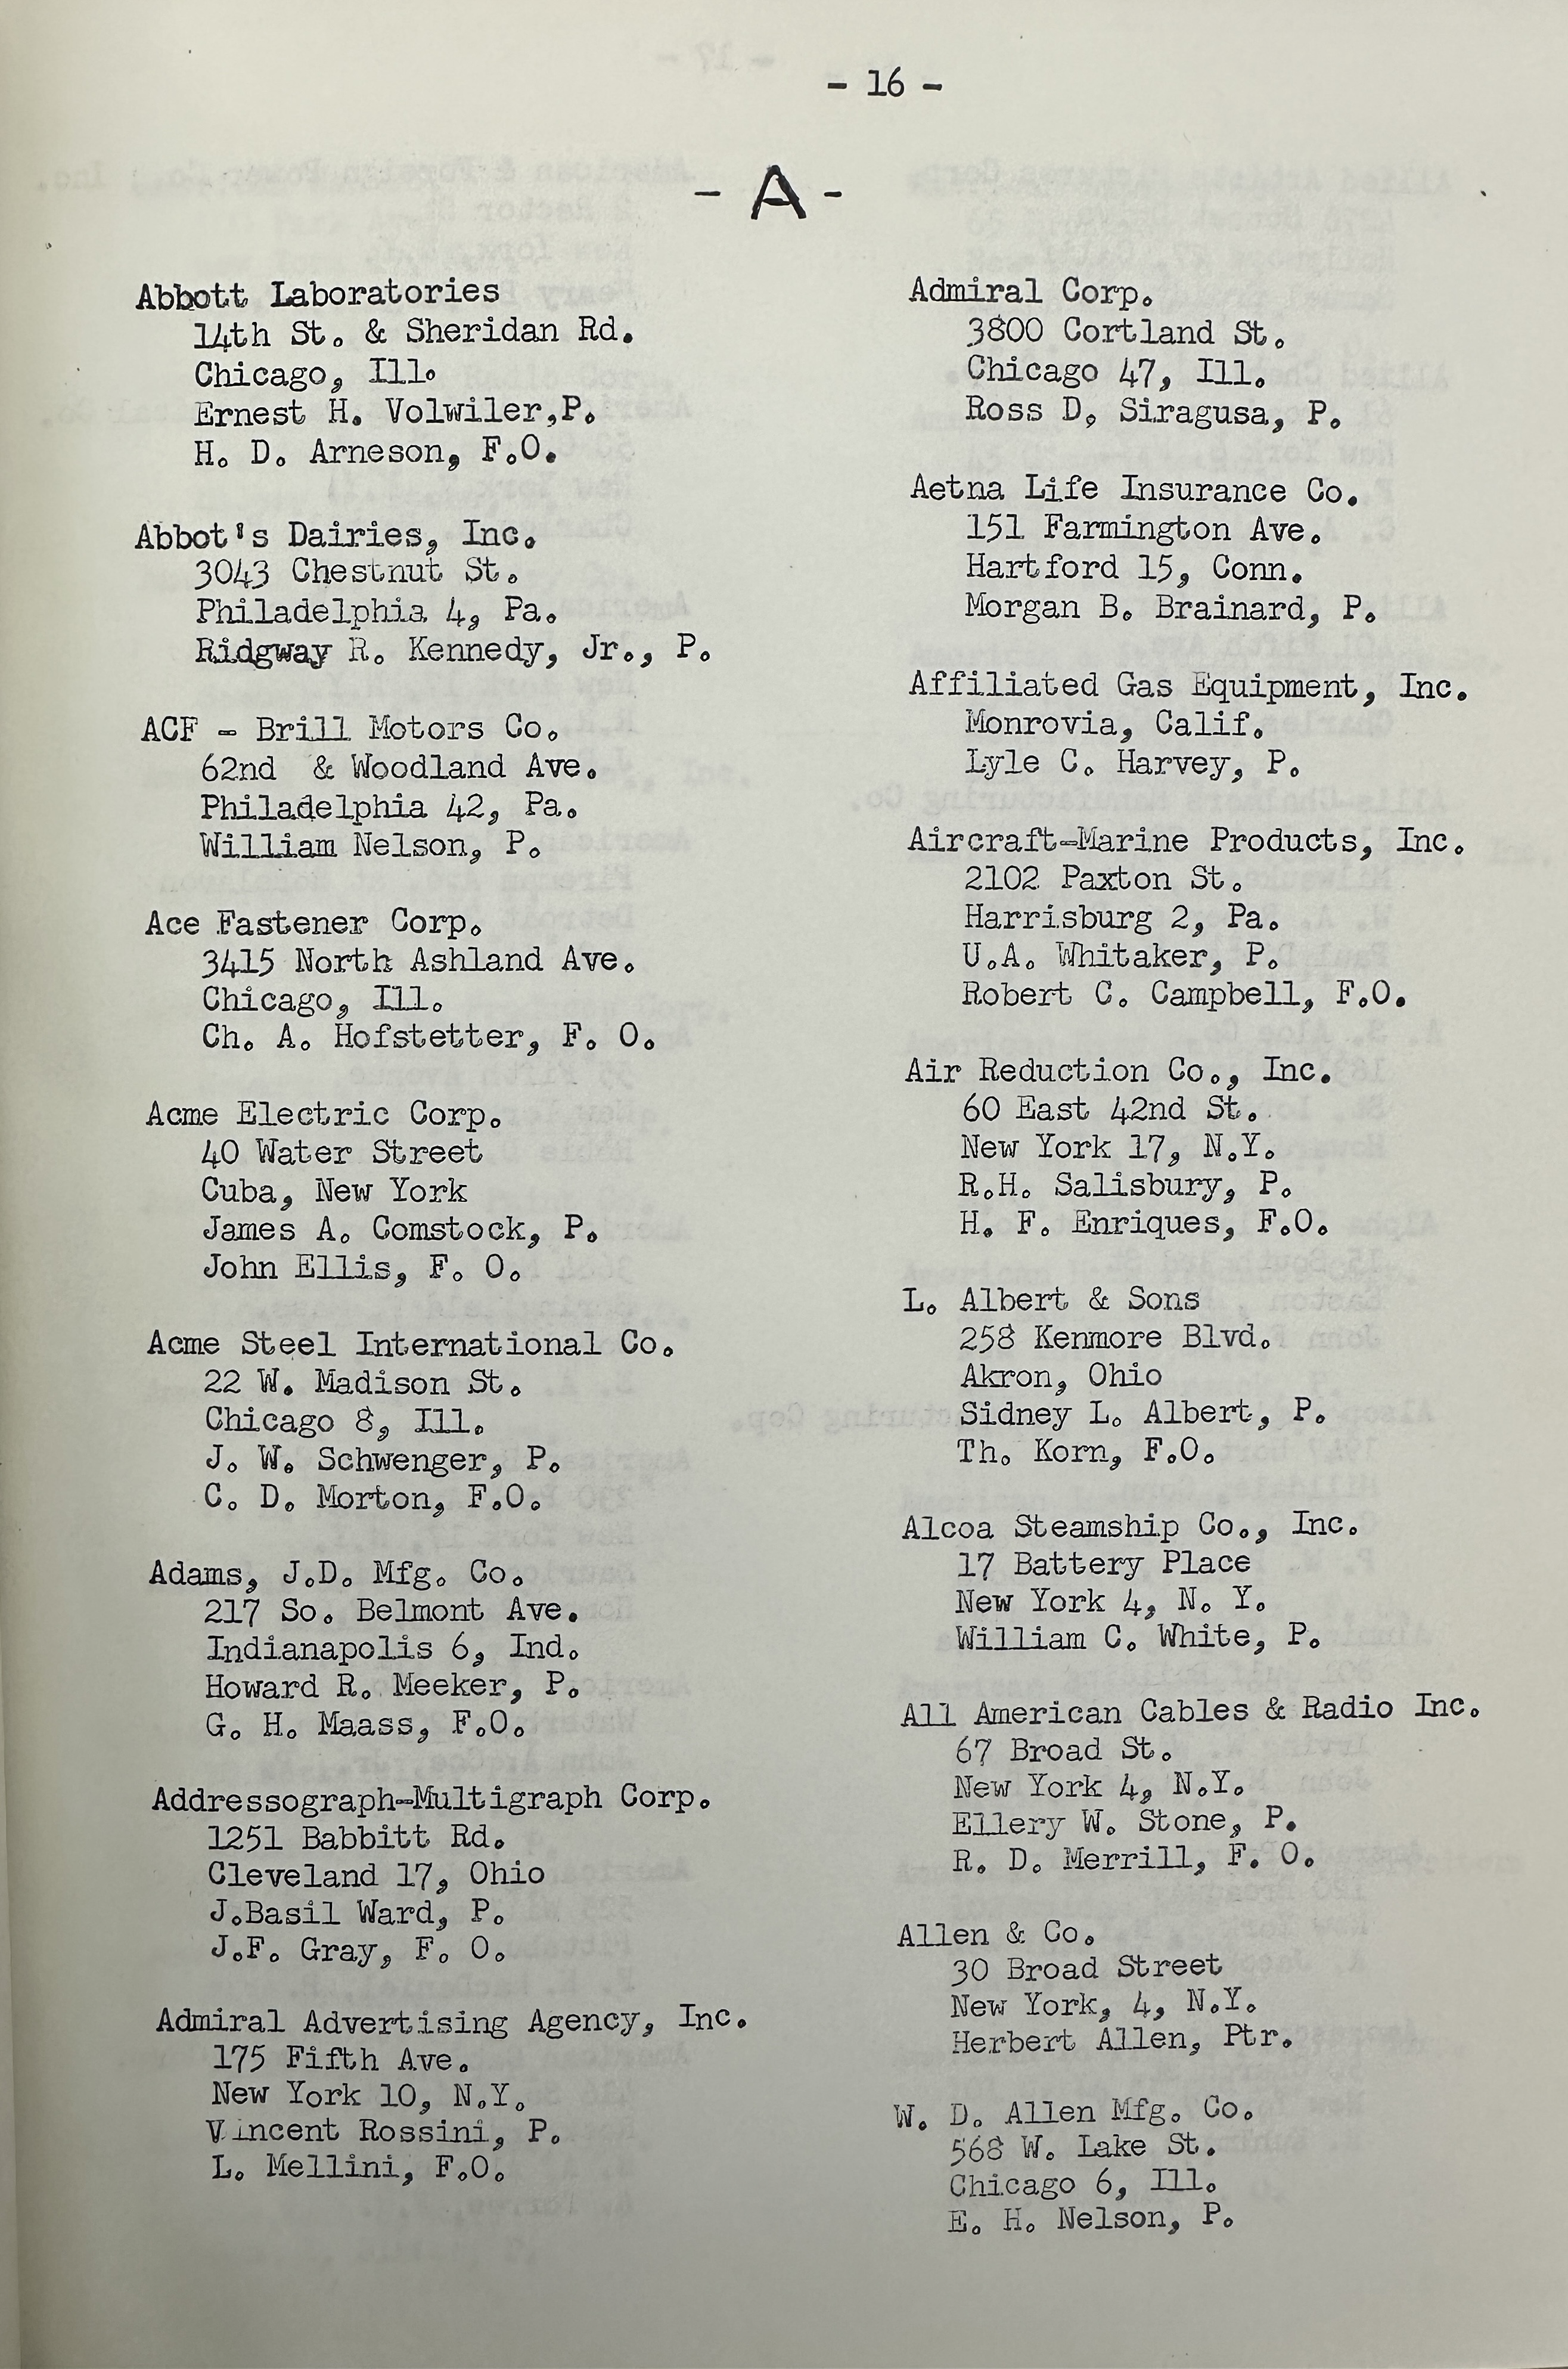 - 16 -
- A -
Abbott Laboratories
14th St. & Sheridan Rd.
Chicago, Ill.
Ernest H. Volwiler,P.
H. D. Arneson, F.O.
Abbot's Dairies, Inc.
3043 Chestnut St.
Philadelphia 4, Pa.
Ridgway R. Kennedy, Jr., P.
ACF - Brill Motors Co.
62nd & Woodland Ave.
Philadelphia 42, Pa.
William Nelson, P.
Ace Fastener Corp.
3415 North Ashland Ave.
Chicago, Ill.
Ch. A. Hofstetter, F. O.
Acme Electric Corp.
40 Water Street
Cuba, New York
James A. Comstock, P.
John Ellis, F. O.
Acme Steel International Co.
22 W. Madison St.
Chicago 8, Ill.
J. W. Schwenger, P.
C. D. Morton, F.O.
Adams, J.D. Mfg. Co.
217 So. Belmont Ave.
Indianapolis 6, Ind.
Howard R. Meeker, P.
G. H. Maass, F.O.
Addressograph-Multigraph Corp.
1251 Babbitt Rd.
Cleveland 17, Ohio
J.Basil Ward, P.
J.F. Gray, F. O.
Admiral Advertising Agency, Inc.
175 Fifth Ave.
New York 10, N.Y.
Vincent Rossini, P.
L. Mellini, F.O.
Admiral Corp.
3800 Cortland St.
Chicago 47, Ill.
Ross D, Siragusa, P.
Aetna Life Insurance Co.
151 Farmington Ave.
Hartford 15, Conn.
Morgan B. Brainard, P.
Affiliated Gas Equipment, Inc.
Monrovia, Calif.
Lyle C. Harvey, P.
Aircraft-Marine Products, Inc.
2102 Paxton St.
Harrisburg 2, Pa.
U.A. Whitaker, P.
Robert C. Campbell, F.O.
Air Reduction Co., Inc.
60 East 42nd St.
New York 17, N.Y.
R.H. Salisbury, P.
H. F. Enriques, F.O.
L. Albert & Sons
258 Kenmore Blvd.
Akron, Ohio
Sidney L. Albert, P.
Th. Korn, F.O.
Alcoa Steamship Co., Inc.
17 Battery Place
New York 4, N. Y.
William C. White, P.
All American Cables & Radio Inc.
67 Broad St.
New York 4, N.Y.
Ellery W. Stone, P.
R. D. Merrill, F. O.
Allen & Co.
30 Broad Street
New York, 4, N.Y.
Herbert Allen, Ptr.
W. D. Allen Mfg. Co.
568 W. Lake St.
Chicago 6, Ill.
E. H. Nelson, P.